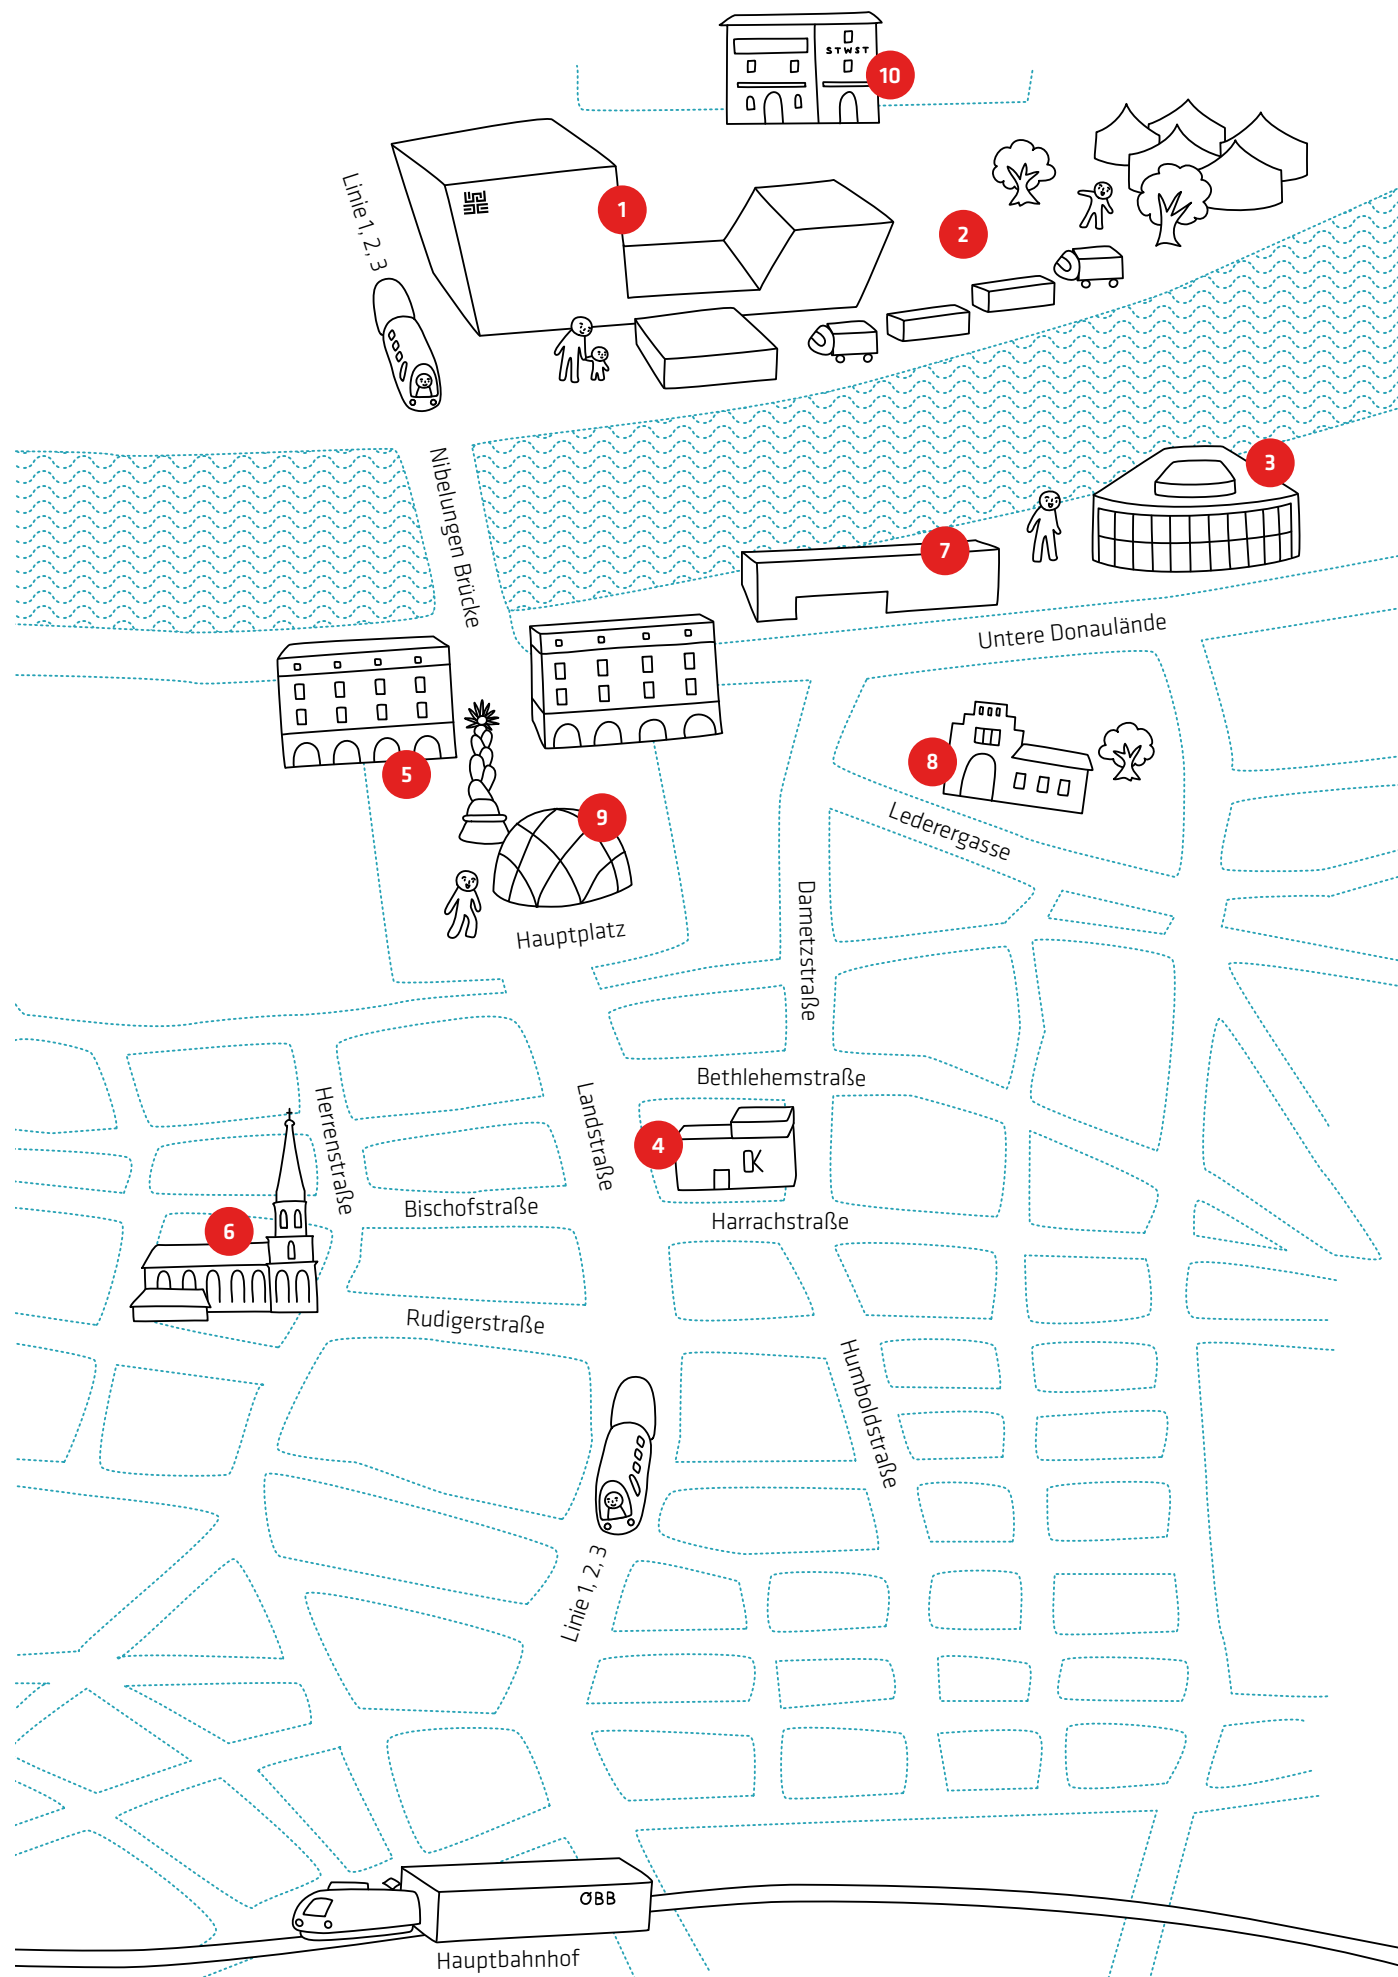 STWST
10
Linie 1, 2, 3
1
2
3
Nibelungen Brücke
7
Untere Donaulände
5
8
9
Lederergasse
Hauptplatz
Dametzstraße
Bethlehemstraße
Herrenstraße
Landstraße
4
K
Bischofstraße
Harrachstraße
6
Rudigerstraße
Humboldstraße
Linie 1, 2, 3
ÖBB
Hauptbahnhof